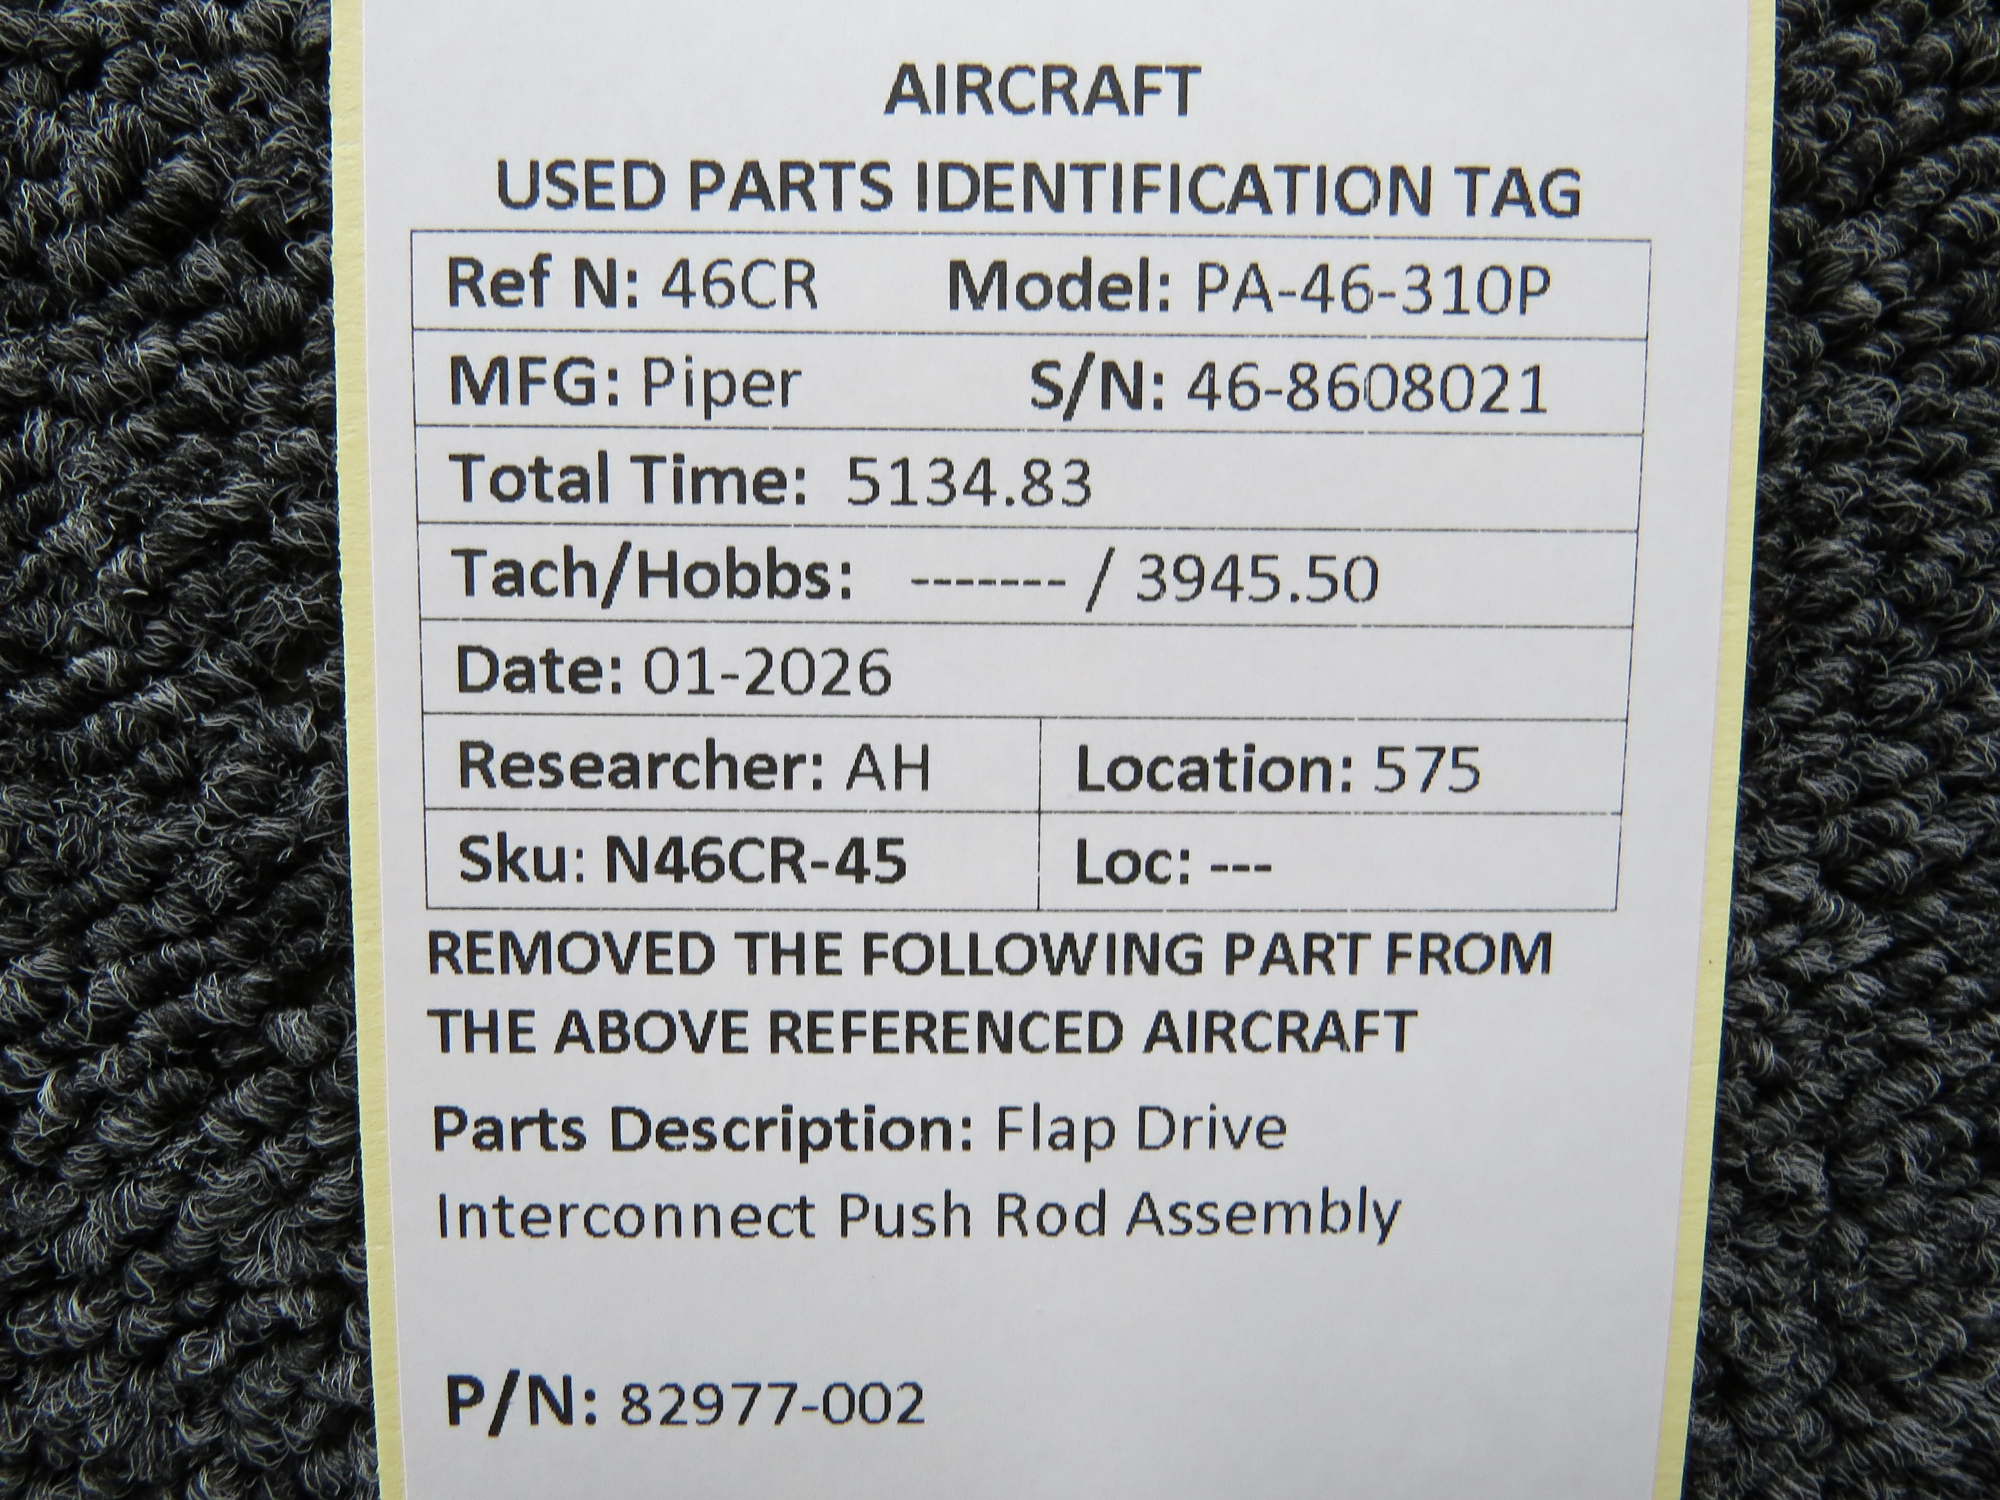 AIRCRAFT
USED PARTS IDENTIFICATION TAG
Ref N: 46CR Model: PA-46-310P
MFG: Piper S/N: 46-8608021
Total Time: 5134.83
Tach/Hobbs: ------- / 3945.50
Date: 01-2026
Researcher: AH Location: 575
Sku: N46CR-45 Loc: ---
REMOVED THE FOLLOWING PART FROM
THE ABOVE REFERENCED AIRCRAFT
Parts Description: Flap Drive
Interconnect Push Rod Assembly
P/N: 82977-002